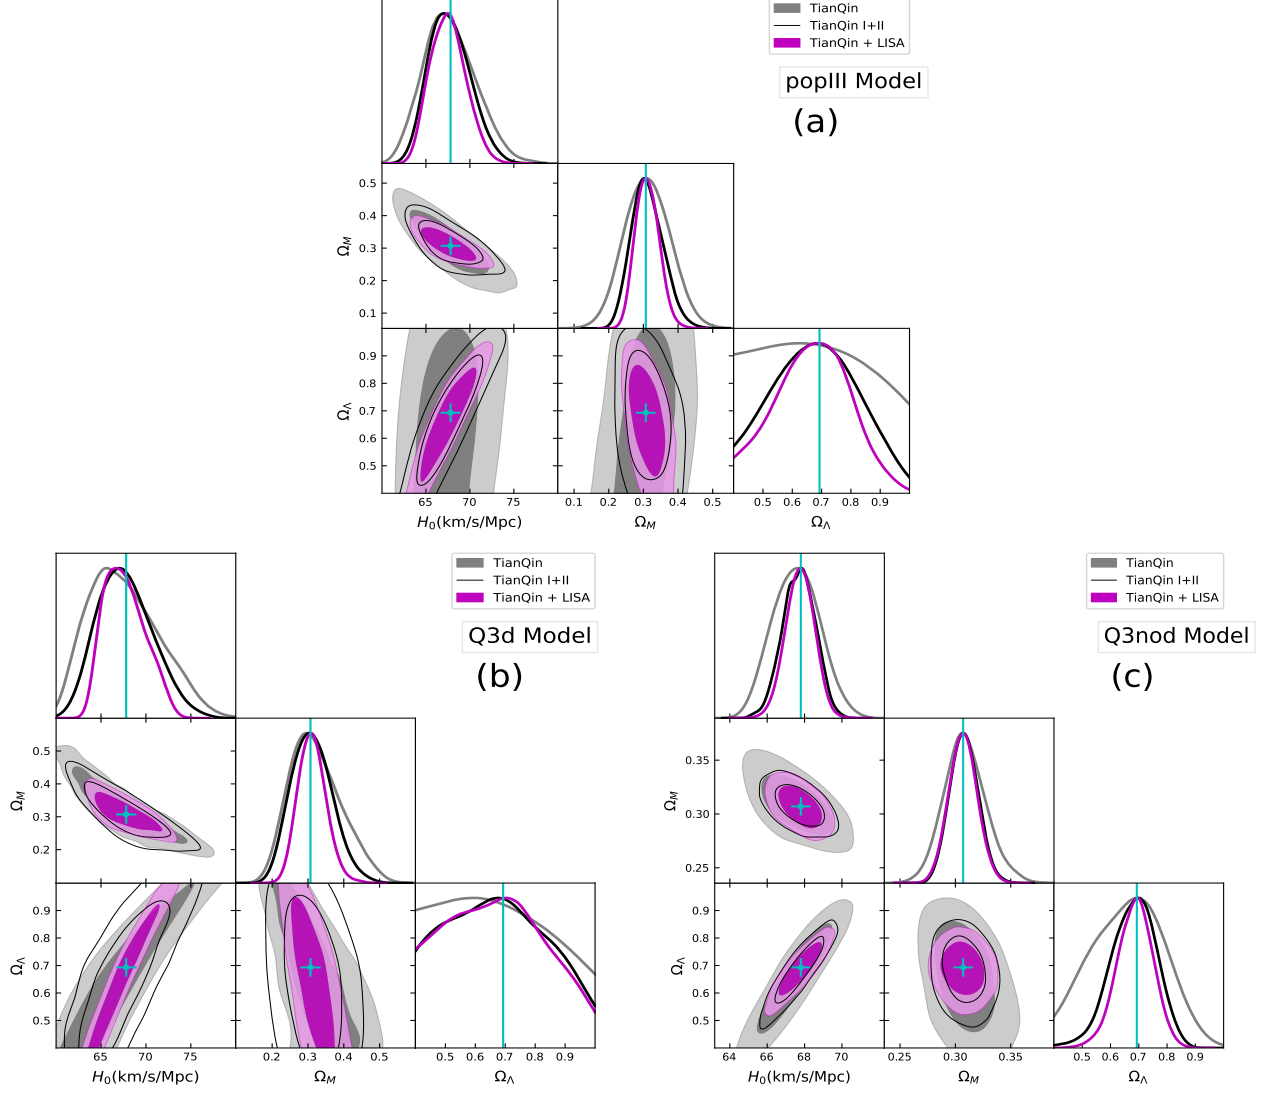 TianQin
TianQin I+II
TianQin + LISA
popIII Model
(a)
0.5
0.4
0.3
0.2
0.1
Ω_M
0.9
0.8
0.7
0.6
0.5
Ω_Λ
65 70 75
H_0(km/s/Mpc)
0.1 0.2 0.3 0.4 0.5
Ω_M
0.5 0.6 0.7 0.8 0.9
Ω_Λ
TianQin
TianQin I+II
TianQin + LISA
Q3d Model
(b)
0.5
0.4
0.3
0.2
Ω_M
0.9
0.8
0.7
0.6
0.5
Ω_Λ
65 70 75
H_0(km/s/Mpc)
0.2 0.3 0.4 0.5
Ω_M
0.5 0.6 0.7 0.8 0.9
Ω_Λ
TianQin
TianQin I+II
TianQin + LISA
Q3nod Model
(c)
0.35
0.30
0.25
Ω_M
0.9
0.8
0.7
0.6
0.5
Ω_Λ
64 66 68 70
H_0(km/s/Mpc)
0.25 0.30 0.35
Ω_M
0.5 0.6 0.7 0.8 0.9
Ω_Λ